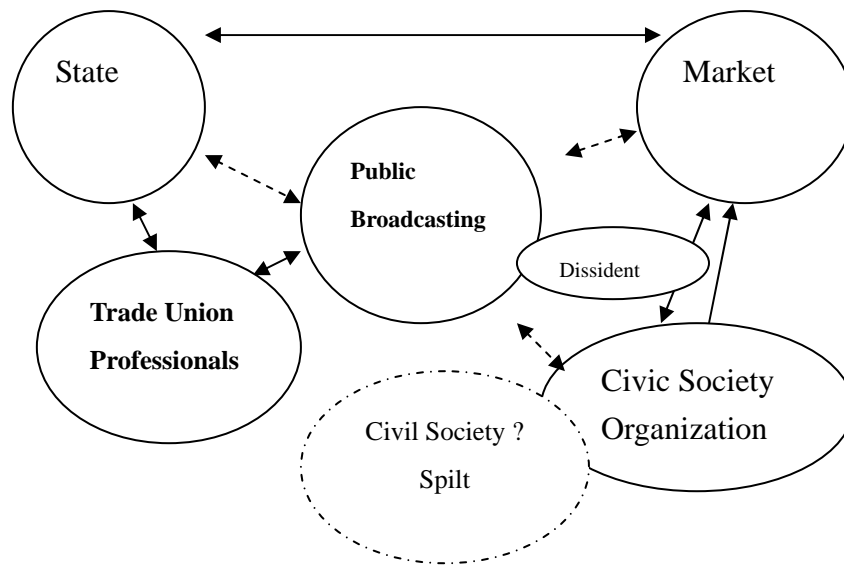 State
Market
Public
Broadcasting
Dissident
Trade Union
Professionals
Civic Society
Organization
Civil Society ?
Spilt